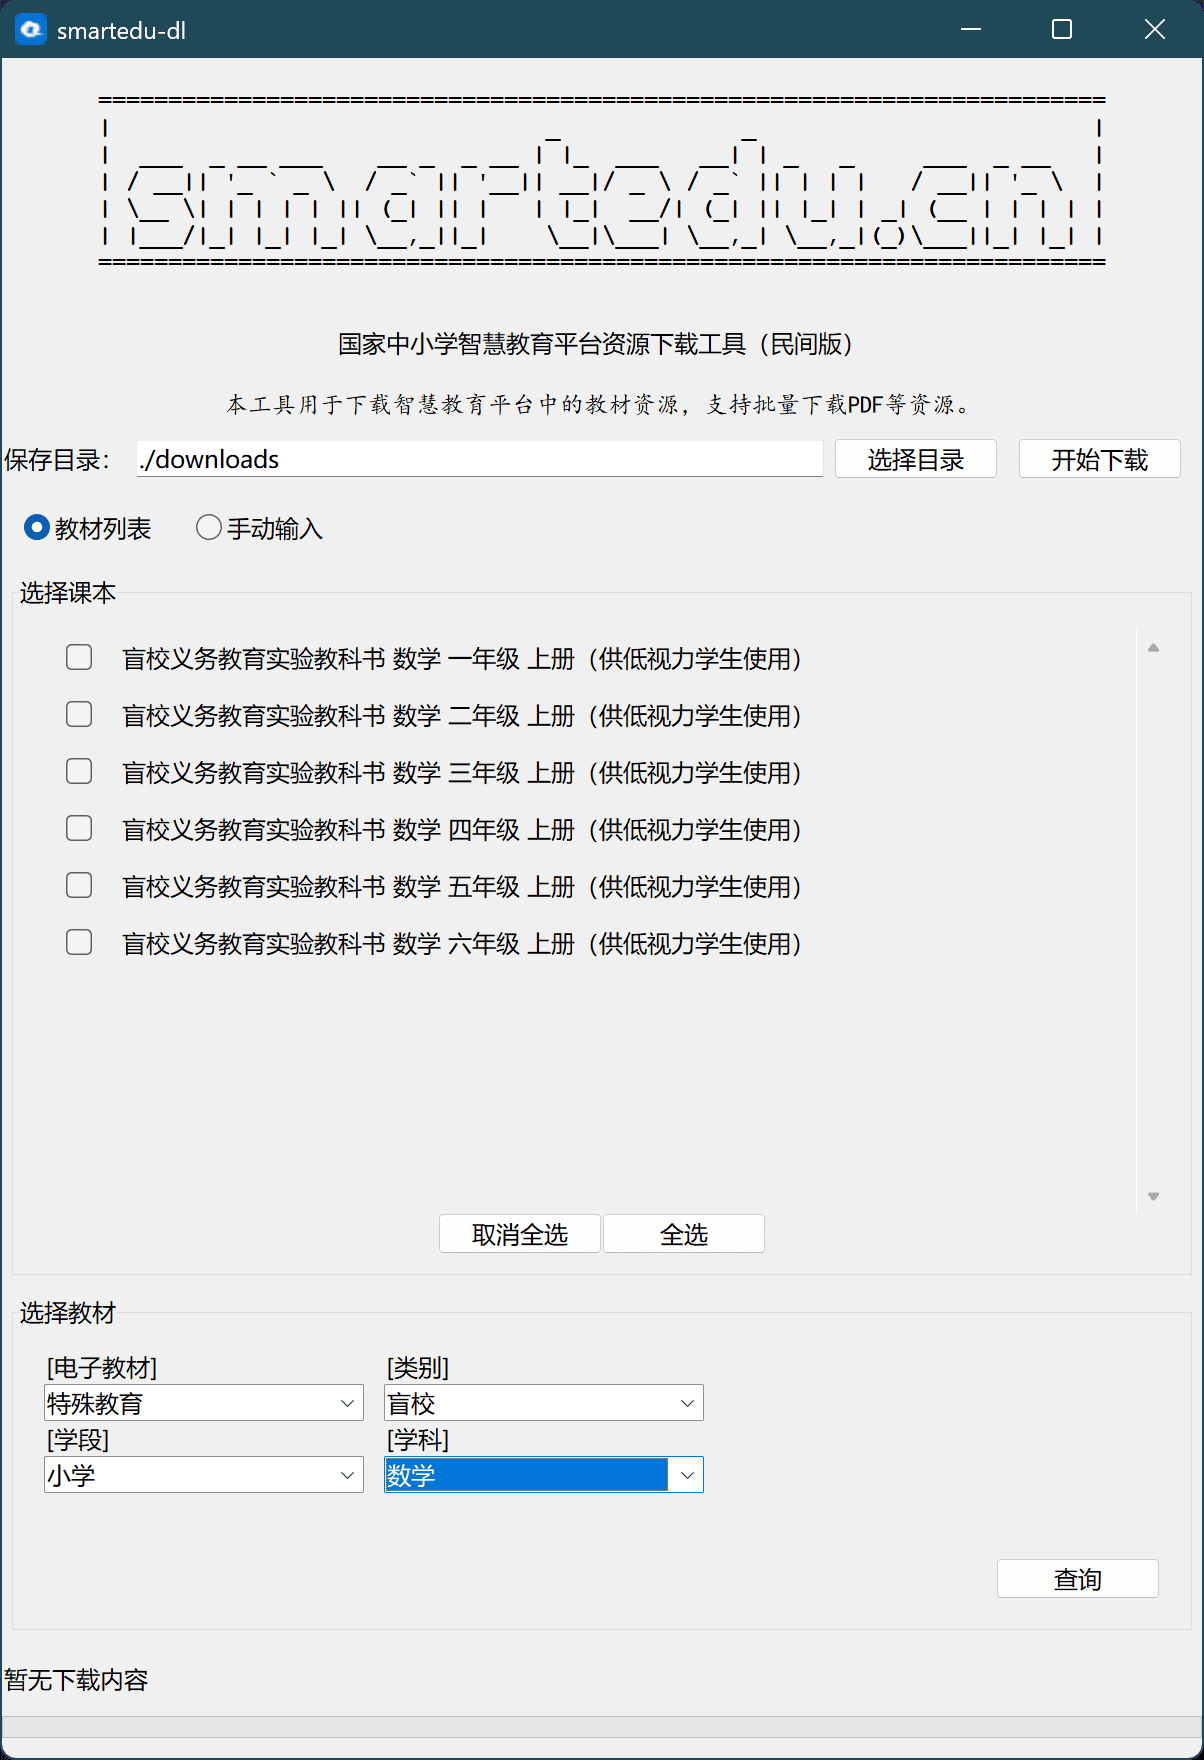 smartedu-dl
smartedu.cn
国家中小学智慧教育平台资源下载工具（民间版）
本工具用于下载智慧教育平台中的教材资源，支持批量下载PDF等资源。
保存目录： ./downloads 选择目录 开始下载
教材列表 手动输入
选择课本
盲校义务教育实验教科书 数学 一年级 上册（供低视力学生使用）
盲校义务教育实验教科书 数学 二年级 上册（供低视力学生使用）
盲校义务教育实验教科书 数学 三年级 上册（供低视力学生使用）
盲校义务教育实验教科书 数学 四年级 上册（供低视力学生使用）
盲校义务教育实验教科书 数学 五年级 上册（供低视力学生使用）
盲校义务教育实验教科书 数学 六年级 上册（供低视力学生使用）
取消全选 全选
选择教材
[电子教材] [类别]
特殊教育 盲校
[学段] [学科]
小学 数学
查询
暂无下载内容